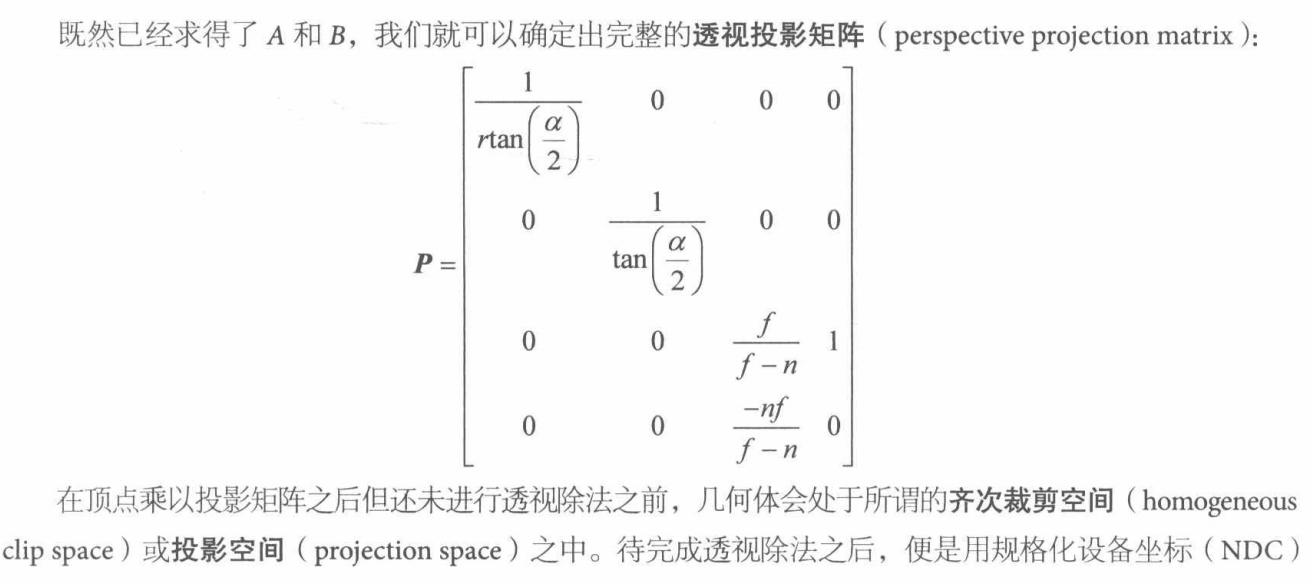 既然已经求得了 A 和 B，我们就可以确定出完整的透视投影矩阵（perspective projection matrix）：
P = \begin{bmatrix} \frac{1}{r\tan\left(\frac{\alpha}{2}\right)} & 0 & 0 & 0 \\ 0 & \frac{1}{\tan\left(\frac{\alpha}{2}\right)} & 0 & 0 \\ 0 & 0 & \frac{f}{f-n} & 1 \\ 0 & 0 & \frac{-nf}{f-n} & 0 \end{bmatrix}
在顶点乘以投影矩阵之后但还未进行透视除法之前，几何体会处于所谓的齐次裁剪空间（homogeneous
clip space）或投影空间（projection space）之中。待完成透视除法之后，便是用规格化设备坐标（NDC）